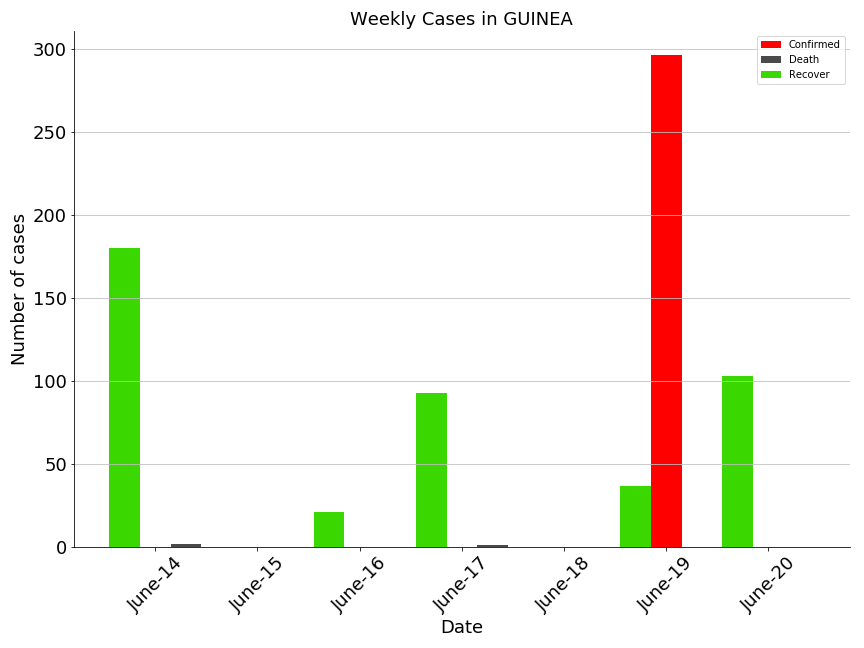 Weekly Cases in GUINEA
Confirmed
Death
Recover
Number of cases
300
250
200
150
100
50
0
June-14
June-15
June-16
June-17
June-18
June-19
June-20
Date